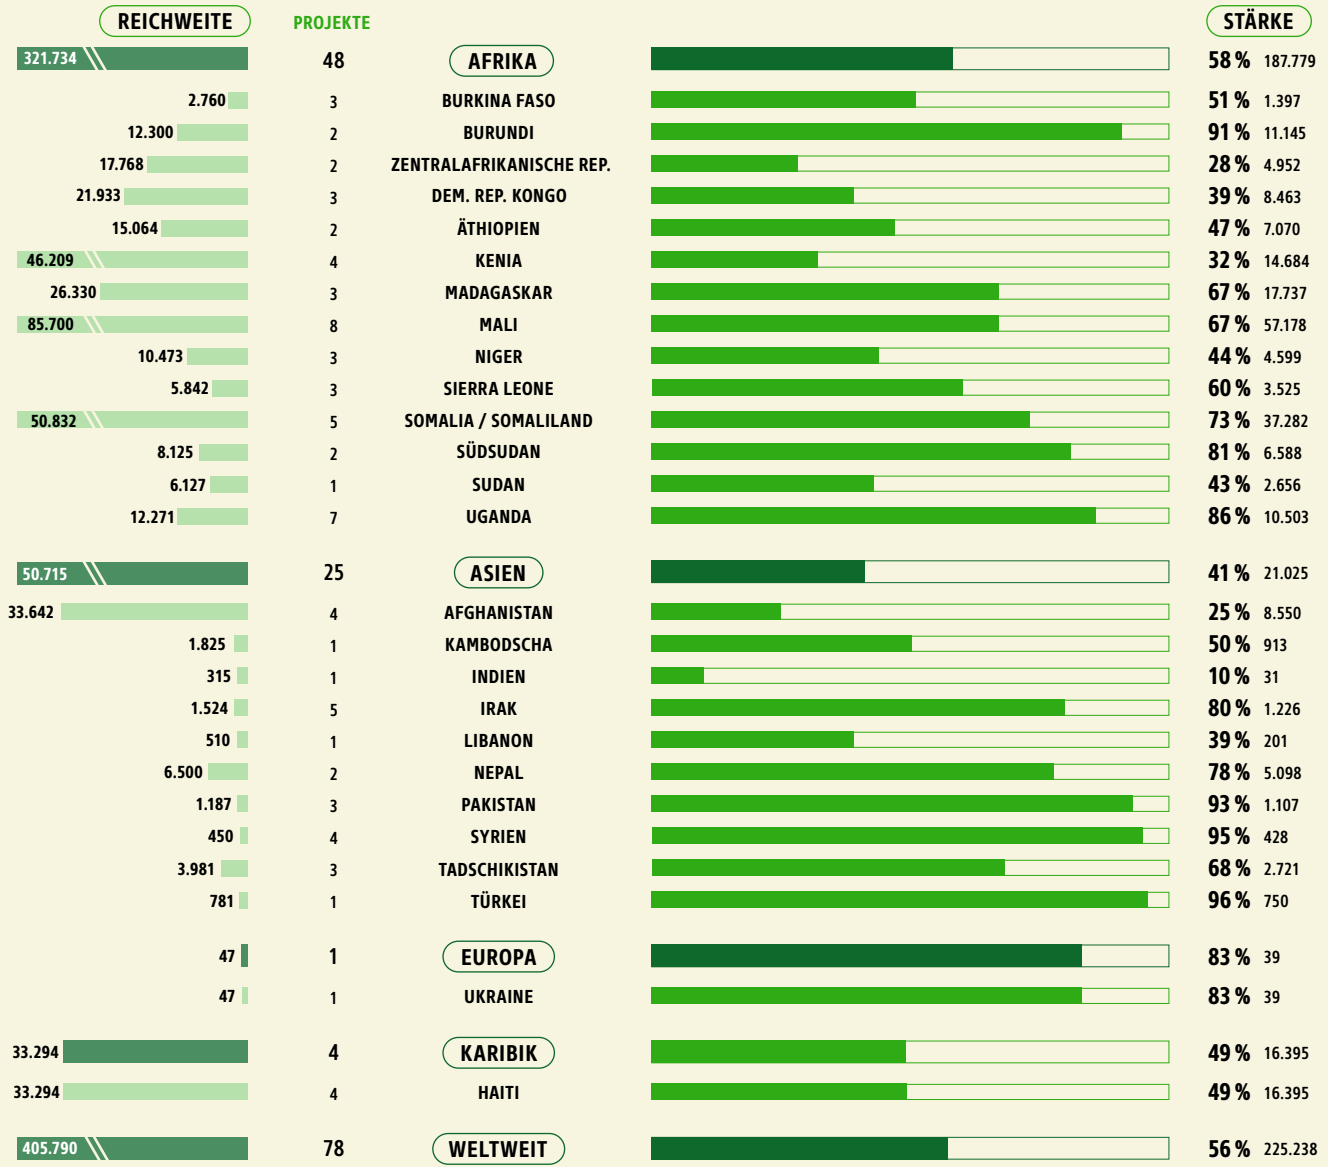 REICHWEITE PROJEKTE STÄRKE
321.734 48 AFRIKA 58 % 187.779
2.760 3 BURKINA FASO 51 % 1.397
12.300 2 BURUNDI 91 % 11.145
17.768 2 ZENTRALAFRIKANISCHE REP. 28 % 4.952
21.933 3 DEM. REP. KONGO 39 % 8.463
15.064 2 ÄTHIOPIEN 47 % 7.070
46.209 4 KENIA 32 % 14.684
26.330 3 MADAGASKAR 67 % 17.737
85.700 8 MALI 67 % 57.178
10.473 3 NIGER 44 % 4.599
5.842 3 SIERRA LEONE 60 % 3.525
50.832 5 SOMALIA / SOMALILAND 73 % 37.282
8.125 2 SÜDSUDAN 81 % 6.588
6.127 1 SUDAN 43 % 2.656
12.271 7 UGANDA 86 % 10.503
50.715 25 ASIEN 41 % 21.025
33.642 4 AFGHANISTAN 25 % 8.550
1.825 1 KAMBODSCHA 50 % 913
315 1 INDIEN 10 % 31
1.524 5 IRAK 80 % 1.226
510 1 LIBANON 39 % 201
6.500 2 NEPAL 78 % 5.098
1.187 3 PAKISTAN 93 % 1.107
450 4 SYRIEN 95 % 428
3.981 3 TADSCHIKISTAN 68 % 2.721
781 1 TÜRKEI 96 % 750
47 1 EUROPA 83 % 39
47 1 UKRAINE 83 % 39
33.294 4 KARIBIK 49 % 16.395
33.294 4 HAITI 49 % 16.395
405.790 78 WELTWEIT 56 % 225.238